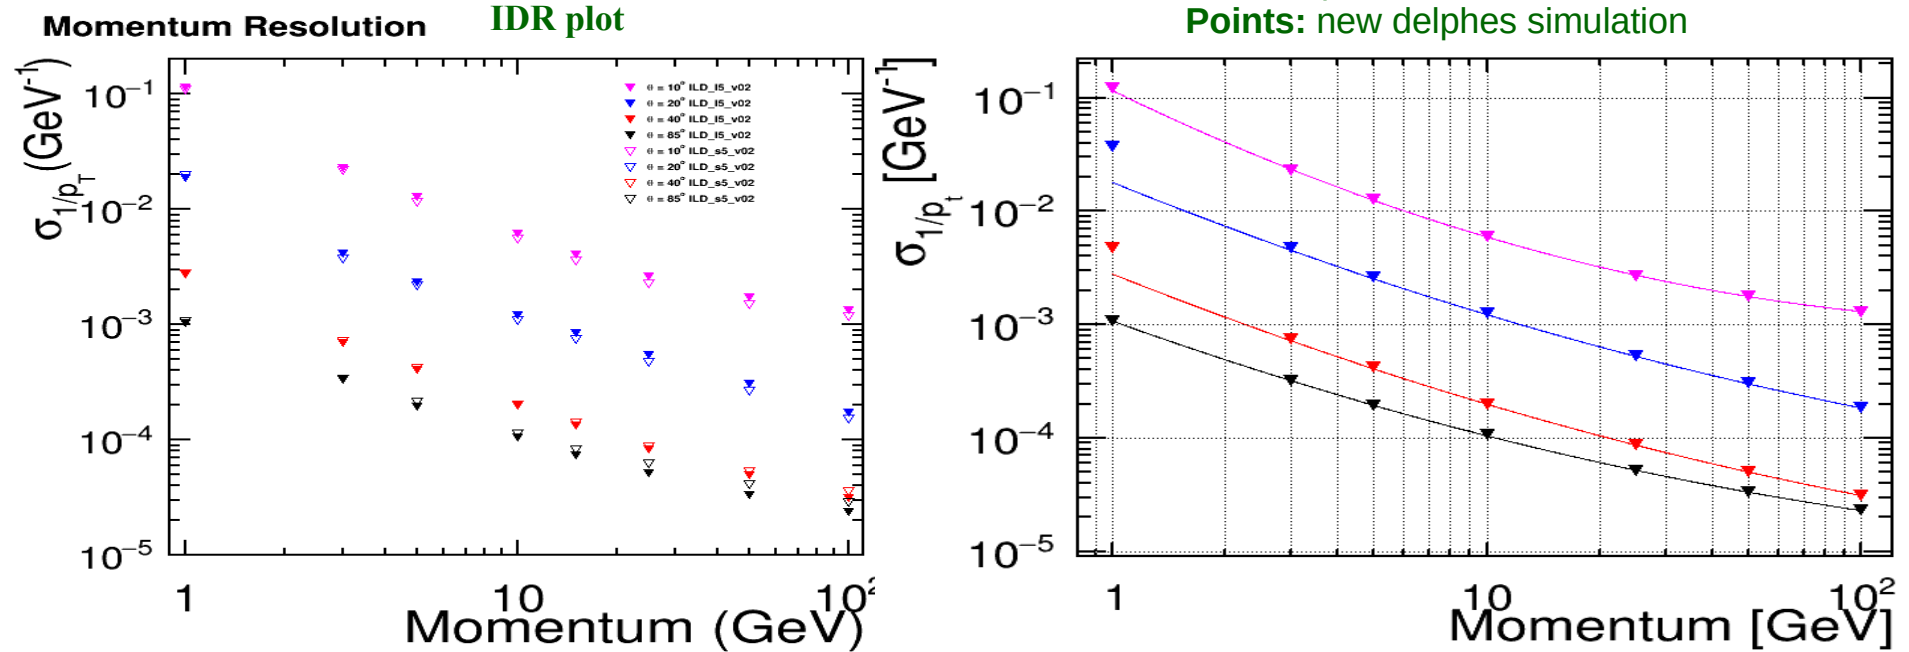 Momentum Resolution
IDR plot
σ1/pT (GeV-1)
10−1
10−2
10−3
10−4
10−5
1
10
102
Momentum (GeV)
θ = 10° ILD_l5_v02
θ = 20° ILD_l5_v02
θ = 40° ILD_l5_v02
θ = 85° ILD_l5_v02
θ = 10° ILD_s5_v02
θ = 20° ILD_s5_v02
θ = 40° ILD_s5_v02
θ = 85° ILD_s5_v02
Points: new delphes simulation
σ1/pt [GeV-1]
10−1
10−2
10−3
10−4
10−5
1
10
102
Momentum [GeV]